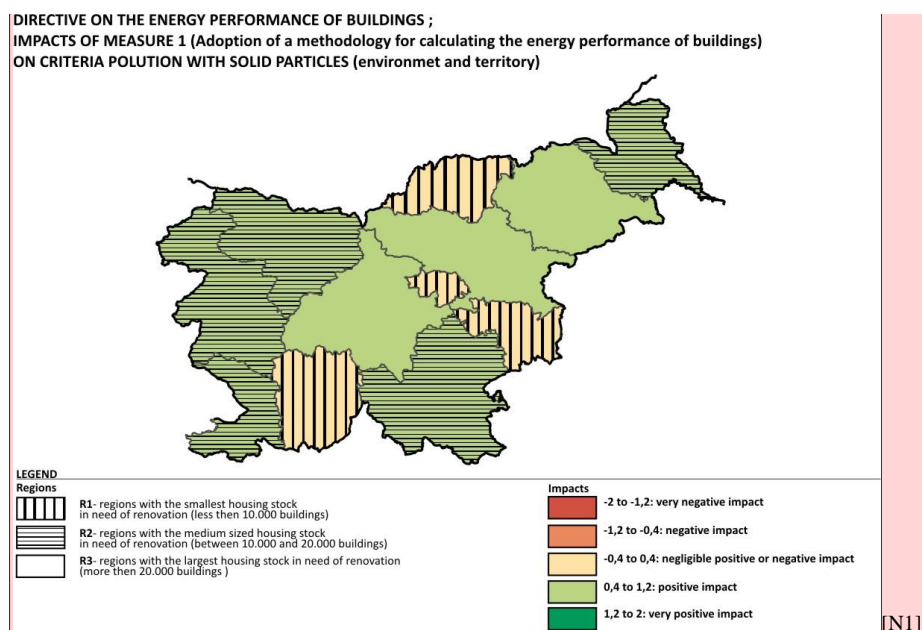 DIRECTIVE ON THE ENERGY PERFORMANCE OF BUILDINGS ;
IMPACTS OF MEASURE 1 (Adoption of a methodology for calculating the energy performance of buildings)
ON CRITERIA POLUTION WITH SOLID PARTICLES (environmet and territory)
LEGEND
Regions
R1- regions with the smallest housing stock
in need of renovation (less then 10.000 buildings)
R2- regions with the medium sized housing stock
in need of renovation (between 10.000 and 20.000 buildings)
R3- regions with the largest housing stock in need of renovation
(more then 20.000 buildings )
Impacts
-2 to -1,2: very negative impact
-1,2 to -0,4: negative impact
-0,4 to 0,4: negligible positive or negative impact
0,4 to 1,2: positive impact
1,2 to 2: very positive impact
[N1]